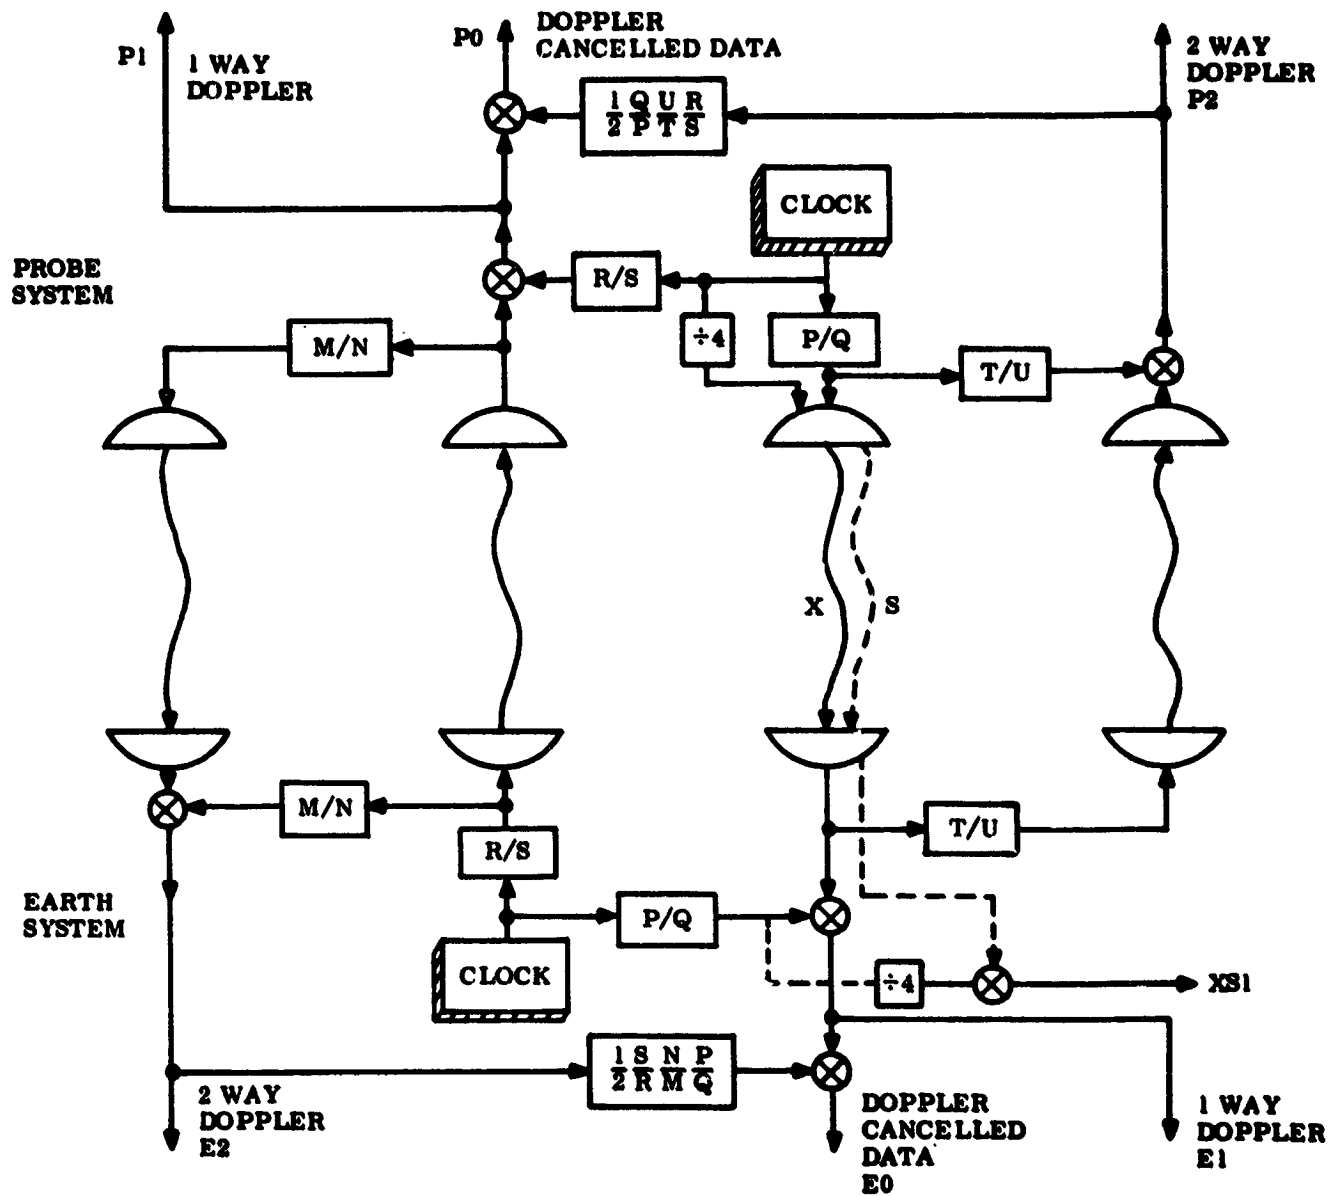 P1
1 WAY
DOPPLER
P0
DOPPLER
CANCELLED DATA
2 WAY
DOPPLER
P2
1 Q U R
2 P T S
CLOCK
PROBE
SYSTEM
R/S
M/N
÷4
P/Q
T/U
X
S
M/N
R/S
T/U
EARTH
SYSTEM
P/Q
CLOCK
÷4
XS1
1 S N P
2 R M Q
2 WAY
DOPPLER
E2
DOPPLER
CANCELLED
DATA
E0
1 WAY
DOPPLER
E1